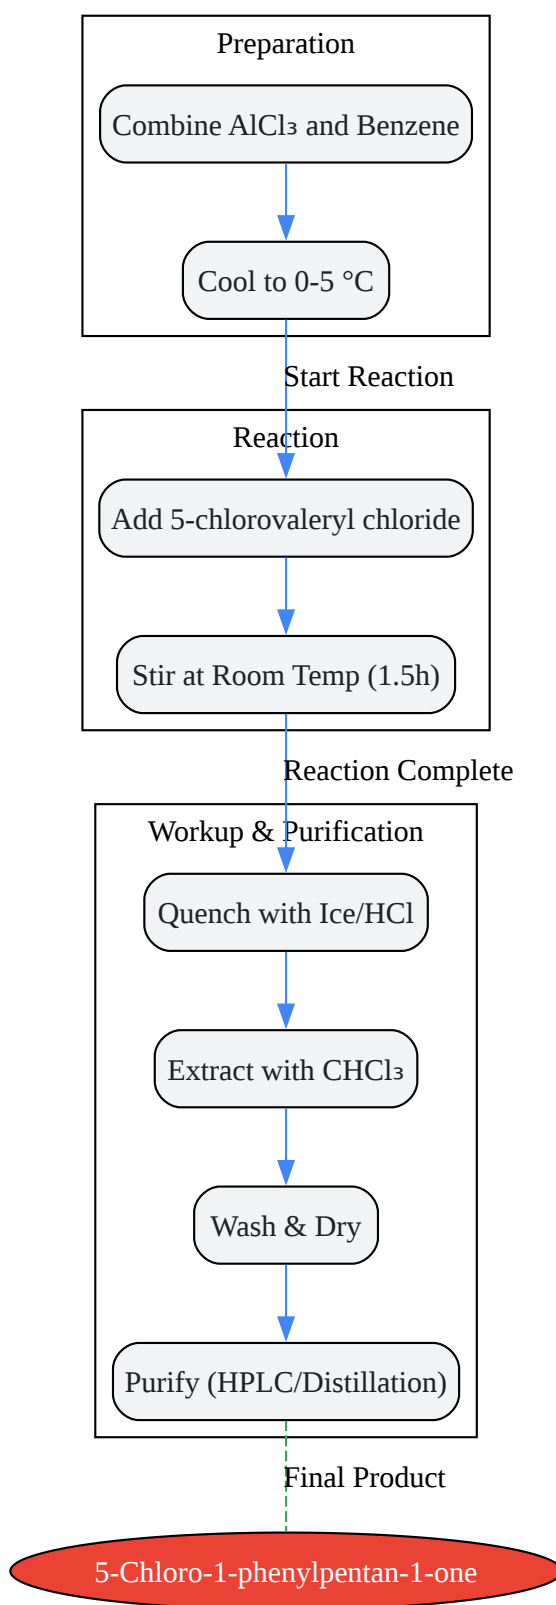 Preparation
Combine AlCl₃ and Benzene
Cool to 0-5 °C
Start Reaction
Reaction
Add 5-chlorovaleryl chloride
Stir at Room Temp (1.5h)
Reaction Complete
Workup & Purification
Quench with Ice/HCl
Extract with CHCl₃
Wash & Dry
Purify (HPLC/Distillation)
Final Product
5-Chloro-1-phenylpentan-1-one